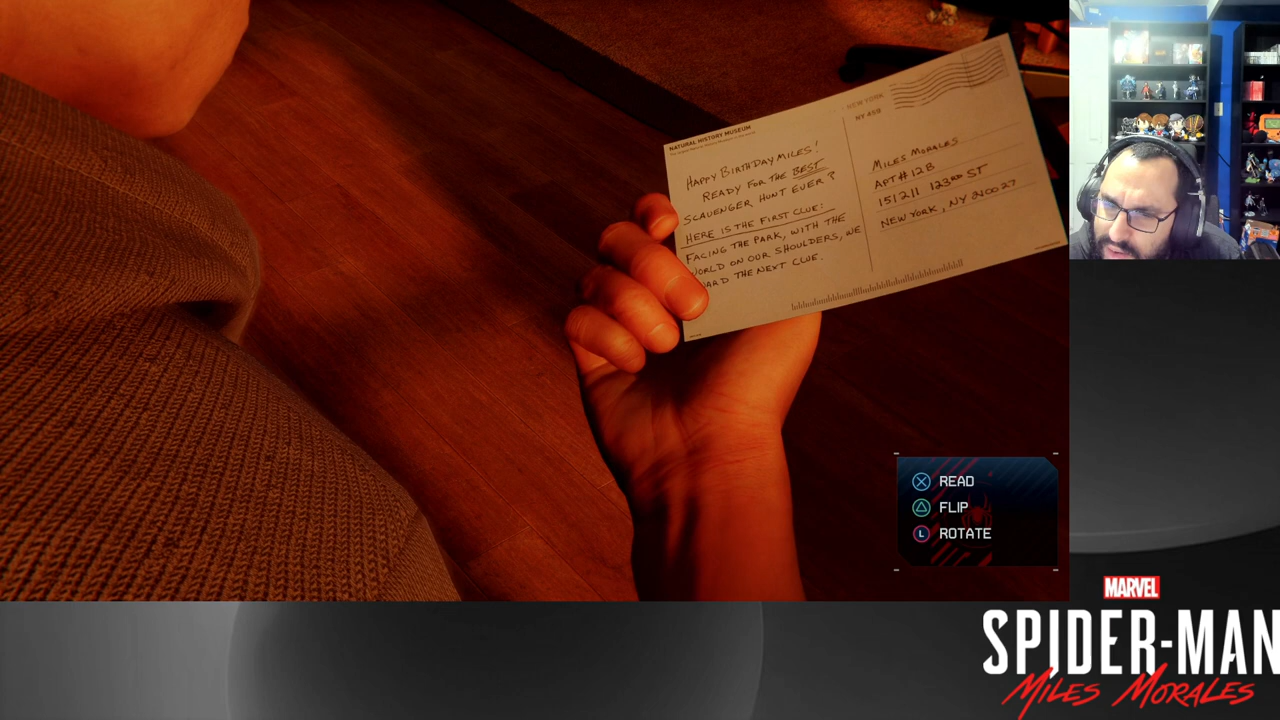 NATURAL HISTORY MUSEUM
HAPPY BIRTHDAY MILES!
READY FOR THE BEST
SCAVENGER HUNT EVER?
HERE IS THE FIRST CLUE:
FACING THE PARK, WITH THE
WORLD ON OUR SHOULDERS, WE
THE NEXT CLUE.
NEW YORK
MILES MORALES
APT # 12B
151211 123RD ST
NEW YORK, NY
READ
FLIP
L ROTATE
MARVEL
SPIDER-MAN
MILES MORALES